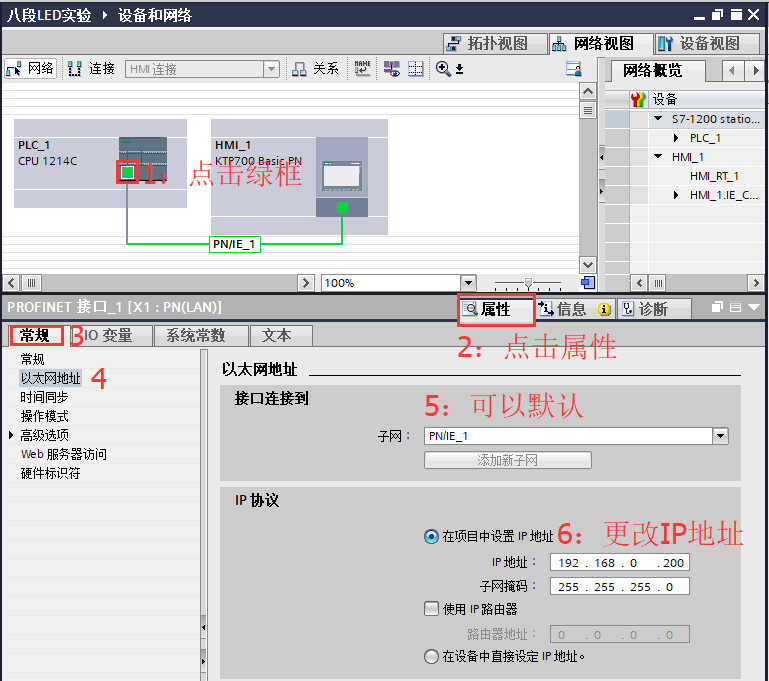 八段LED实验 ▸ 设备和网络
拓扑视图 网络视图 设备视图
网络 连接 HMI 连接 关系
网络概览
设备
S7-1200 statio...
PLC_1
HMI_1
HMI_RT_1
HMI_1.IE_C...
PLC_1
CPU 1214C
HMI_1
KTP700 Basic PN
1：点击绿框
PN/IE_1
100%
PROFINET 接口_1 [X1 : PN(LAN)]
属性 信息 诊断
2：点击属性
常规 3 IO 变量 系统常数 文本
常规
以太网地址 4
时间同步
操作模式
高级选项
Web 服务器访问
硬件标识符
以太网地址
接口连接到
5：可以默认
子网： PN/IE_1
添加新子网
IP 协议
在项目中设置 IP 地址 6：更改IP地址
IP 地址： 192 . 168 . 0 . 200
子网掩码： 255 . 255 . 255 . 0
使用 IP 路由器
路由器地址： 0 . 0 . 0 . 0
在设备中直接设定 IP 地址。